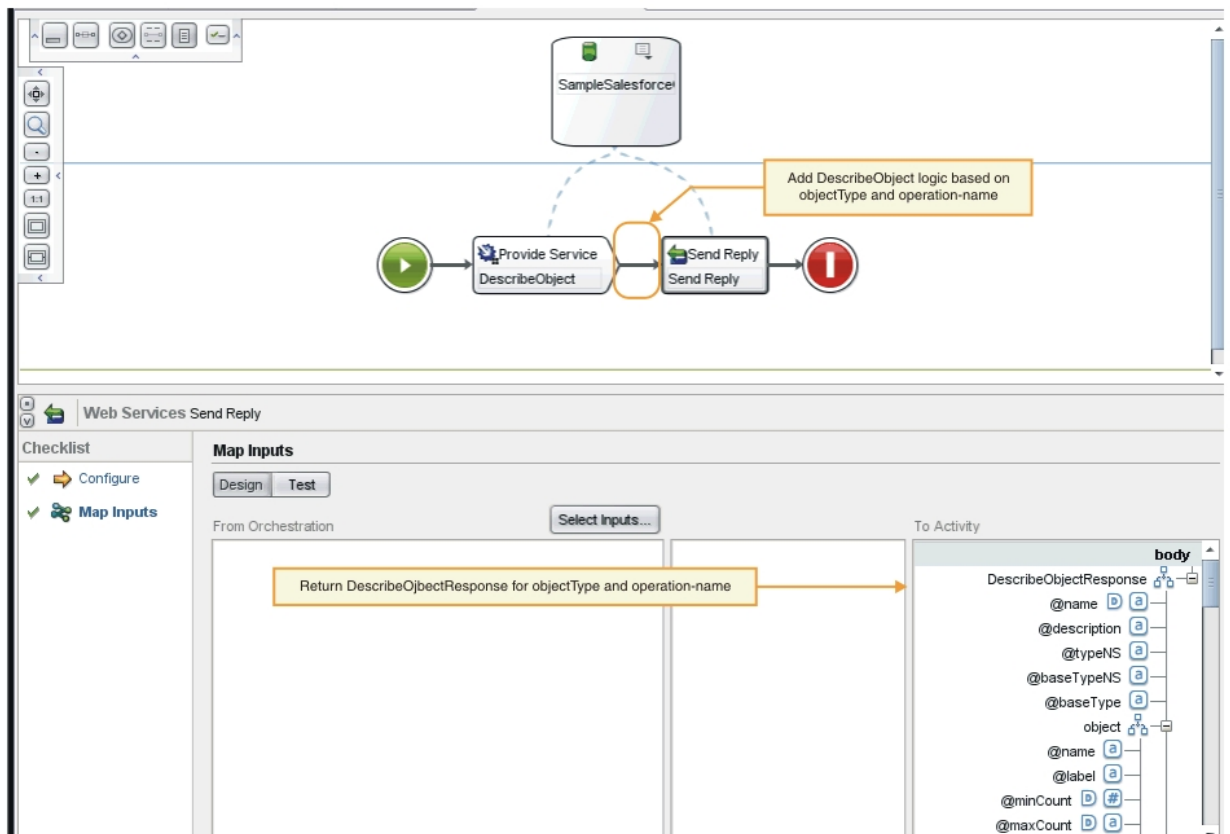 SampleSalesforce
Add DescribeObject logic based on
objectType and operation-name
Provide Service
DescribeObject
Send Reply
Send Reply
-
+
1:1
Web Services Send Reply
Checklist
Configure
Map Inputs
Map Inputs
Design
Test
From Orchestration
Select Inputs...
To Activity
body
Return DescribeOjbectResponse for objectType and operation-name
DescribeObjectResponse
@name D a
@description a
@typeNS a
@baseTypeNS a
@baseType a
object
@name a
@label a
@minCount D #
@maxCount D a